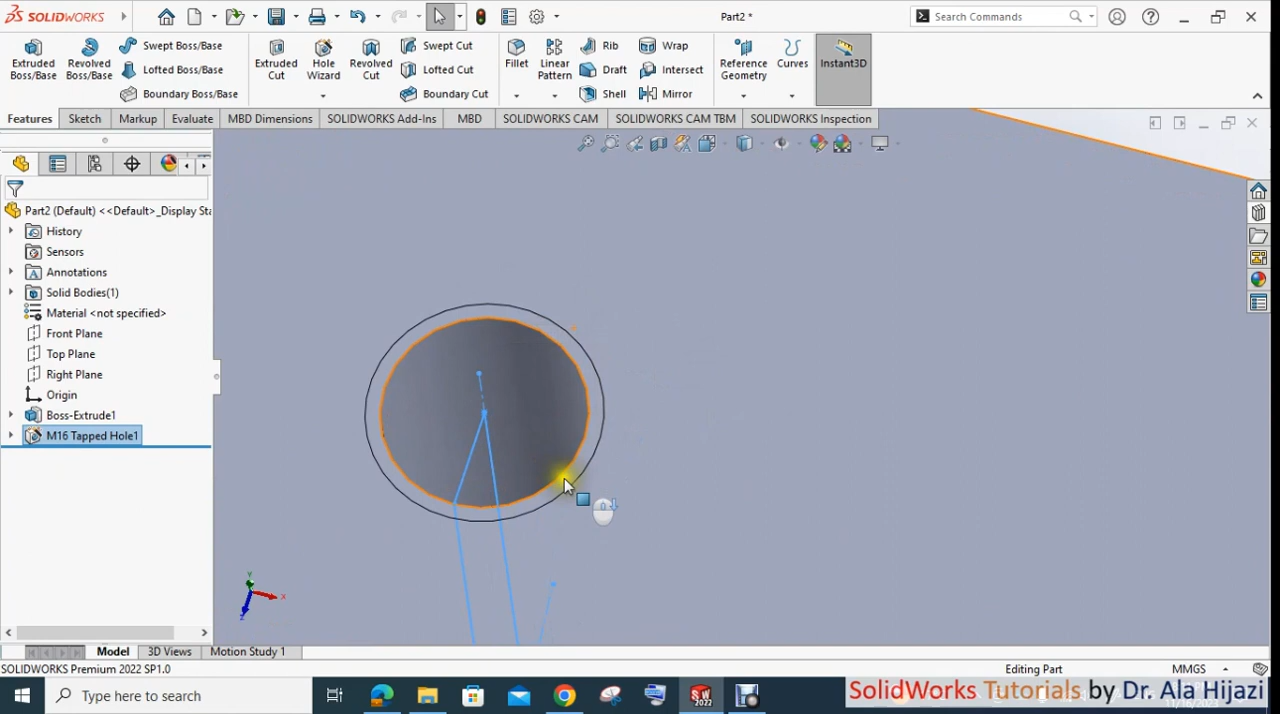 SOLIDWORKS
Part2 *
Search Commands
Extruded Boss/Base
Revolved Boss/Base
Swept Boss/Base
Lofted Boss/Base
Boundary Boss/Base
Extruded Cut
Hole Wizard
Revolved Cut
Swept Cut
Lofted Cut
Boundary Cut
Fillet
Linear Pattern
Rib
Draft
Shell
Wrap
Intersect
Mirror
Reference Geometry
Curves
Instant3D
Features Sketch Markup Evaluate MBD Dimensions SOLIDWORKS Add-Ins MBD SOLIDWORKS CAM SOLIDWORKS CAM TBM SOLIDWORKS Inspection
Part2 (Default) <<Default>_Display Sta
History
Sensors
Annotations
Solid Bodies(1)
Material <not specified>
Front Plane
Top Plane
Right Plane
Origin
Boss-Extrude1
M16 Tapped Hole1
Y
X
Z
Model 3D Views Motion Study 1
SOLIDWORKS Premium 2022 SP1.0
Editing Part
MMGS
Type here to search
SW
2022
SolidWorks Tutorials by Dr. Ala Hijazi